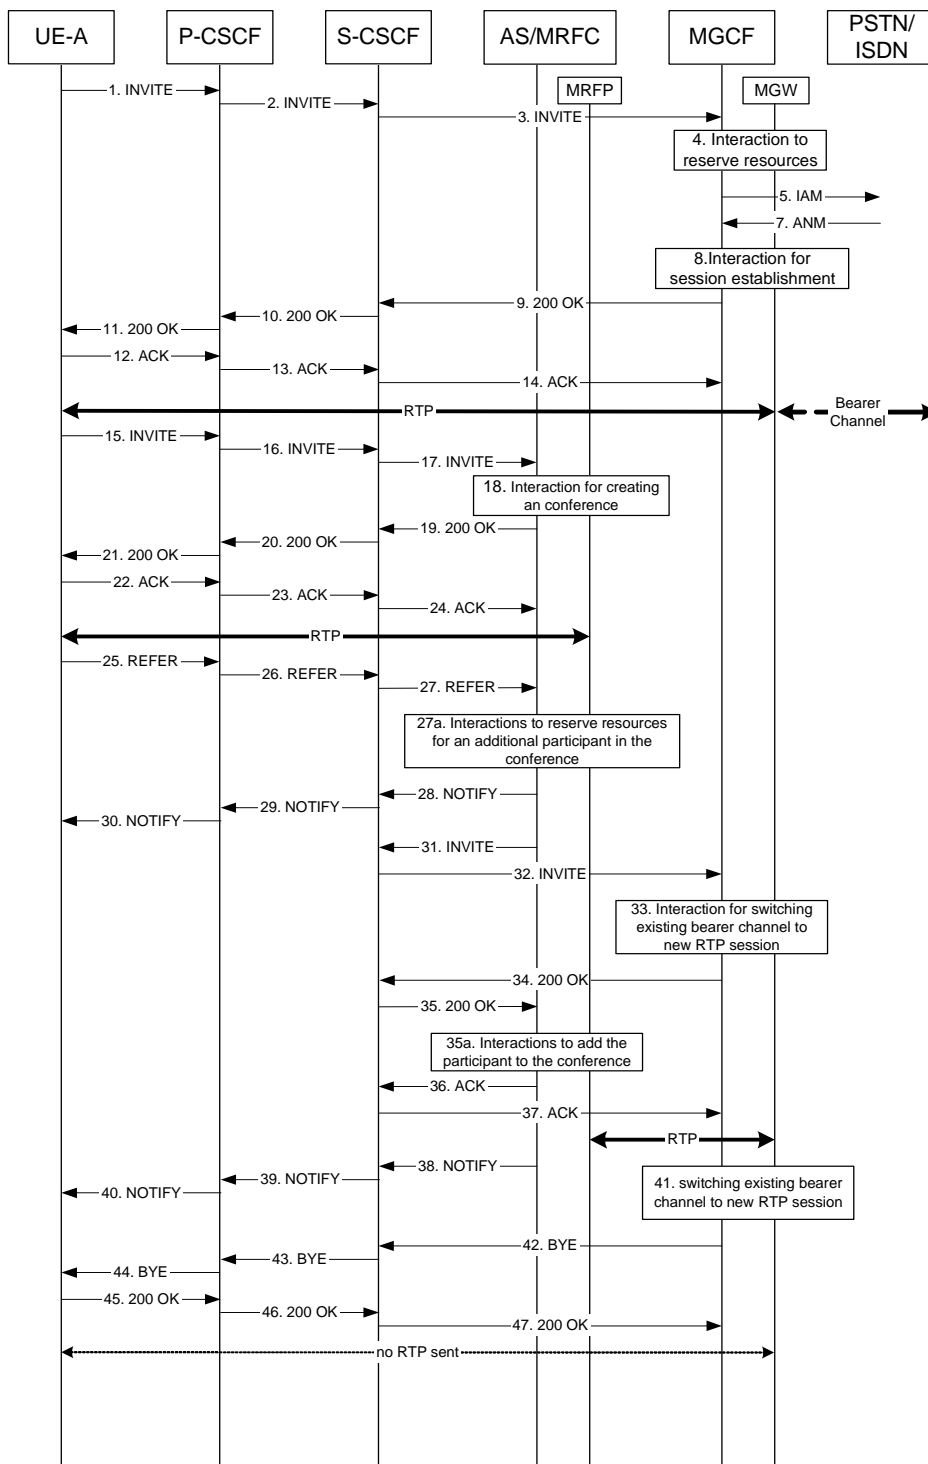 UE-A
P-CSCF
S-CSCF
AS/MRFC
MGCF
PSTN/
ISDN
MRFP
MGW
1. INVITE
2. INVITE
3. INVITE
4. Interaction to
reserve resources
5. IAM
7. ANM
8.Interaction for
session establishment
9. 200 OK
10. 200 OK
11. 200 OK
12. ACK
13. ACK
14. ACK
RTP
Bearer
Channel
15. INVITE
16. INVITE
17. INVITE
18. Interaction for creating
an conference
19. 200 OK
20. 200 OK
21. 200 OK
22. ACK
23. ACK
24. ACK
RTP
25. REFER
26. REFER
27. REFER
27a. Interactions to reserve resources
for an additional participant in the
conference
28. NOTIFY
29. NOTIFY
30. NOTIFY
31. INVITE
32. INVITE
33. Interaction for switching
existing bearer channel to
new RTP session
34. 200 OK
35. 200 OK
35a. Interactions to add the
participant to the conference
36. ACK
37. ACK
RTP
38. NOTIFY
39. NOTIFY
40. NOTIFY
41. switching existing bearer
channel to new RTP session
42. BYE
43. BYE
44. BYE
45. 200 OK
46. 200 OK
47. 200 OK
no RTP sent